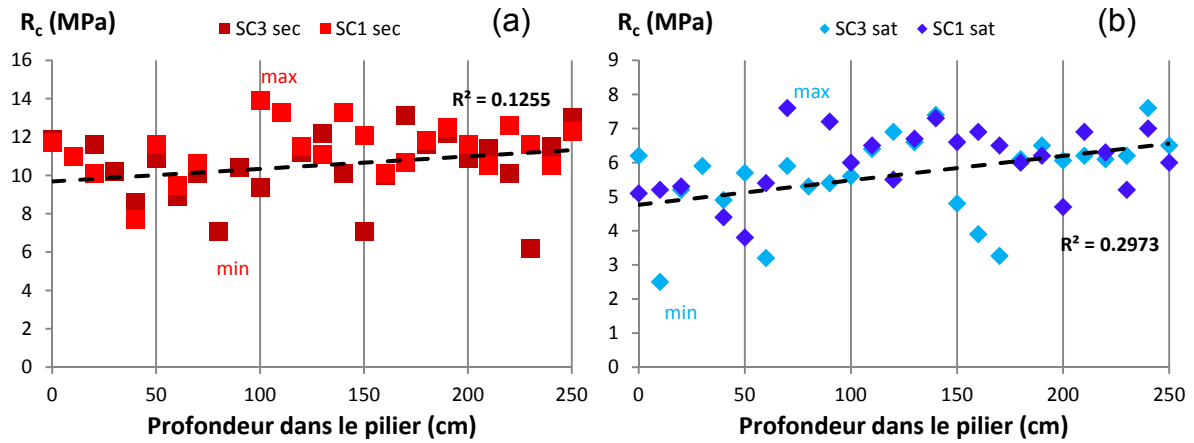 R_c (MPa)
SC3 sec SC1 sec
(a)
16
14
12
10
8
6
4
2
0
max
min
R² = 0.1255
0 50 100 150 200 250
Profondeur dans le pilier (cm)
R_c (MPa)
SC3 sat SC1 sat
(b)
9
8
7
6
5
4
3
2
1
0
max
min
R² = 0.2973
0 50 100 150 200 250
Profondeur dans le pilier (cm)